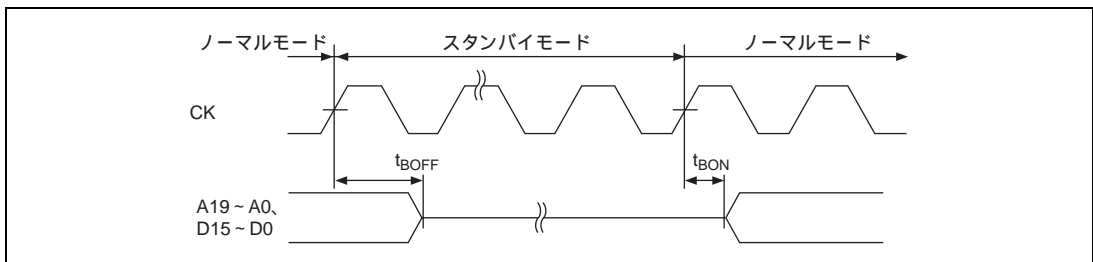 ノーマルモード スタンバイモード ノーマルモード
CK
tBOFF tBON
A19 ~ A0、
D15 ~ D0